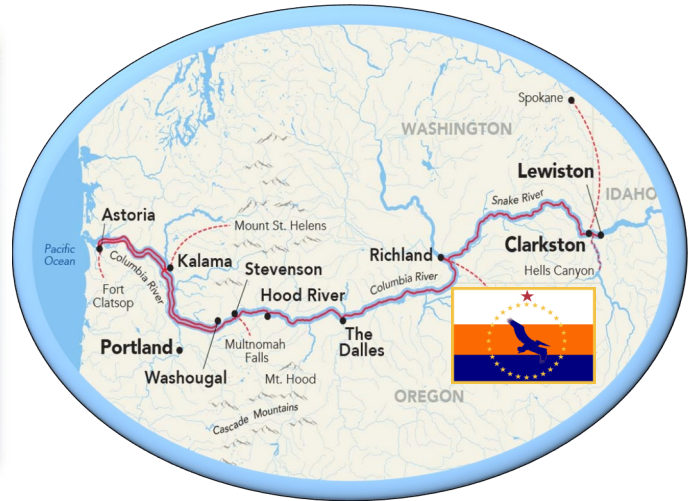 Spokane
WASHINGTON
Lewiston
IDAHO
Snake River
Astoria
Mount St. Helens
Pacific
Ocean
Kalama
Richland
Clarkston
Columbia River
Stevenson
Hells Canyon
Fort
Clatsop
Hood River
Columbia River
The
Dalles
Portland
Multnomah
Falls
Washougal
Mt. Hood
OREGON
Cascade Mountains